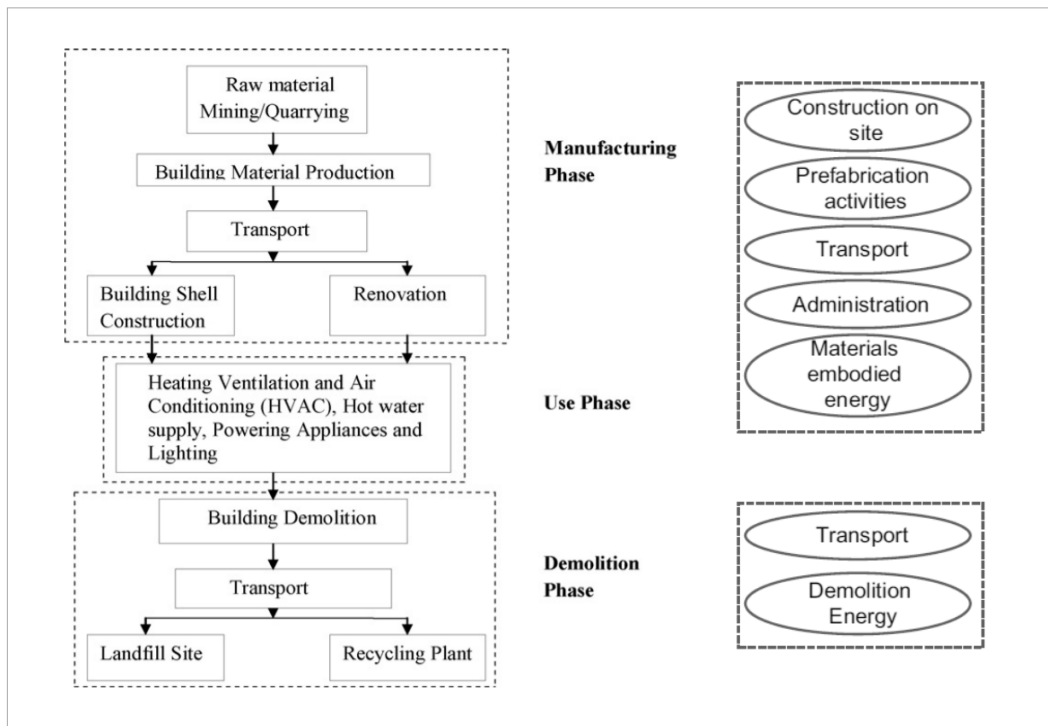 Raw material
Mining/Quarrying
Building Material Production
Transport
Building Shell
Construction
Renovation
Manufacturing
Phase
Heating Ventilation and Air
Conditioning (HVAC), Hot water
supply, Powering Appliances and
Lighting
Use Phase
Building Demolition
Transport
Landfill Site
Recycling Plant
Demolition
Phase
Construction on
site
Prefabrication
activities
Transport
Administration
Materials
embodied
energy
Transport
Demolition
Energy